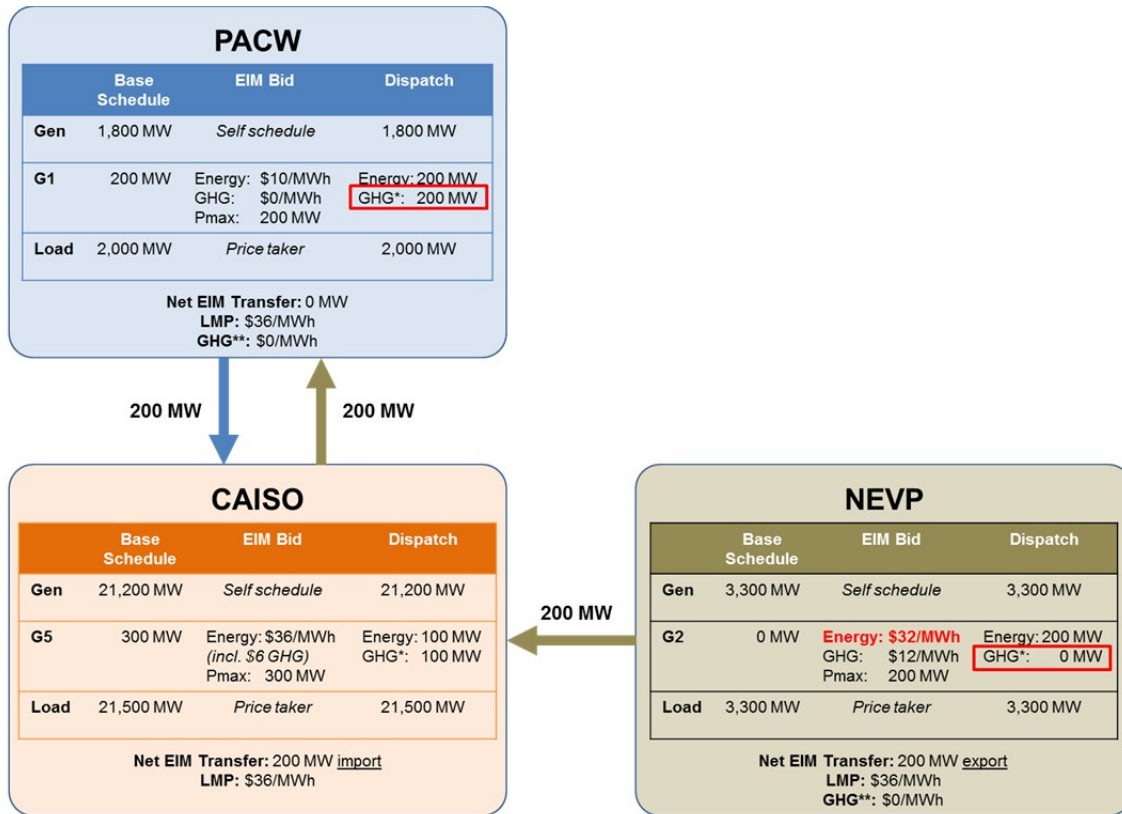 PACW
Base Schedule EIM Bid Dispatch
Gen 1,800 MW Self schedule 1,800 MW
G1 200 MW Energy: $10/MWh Energy: 200 MW
GHG: $0/MWh GHG*: 200 MW
Pmax: 200 MW
Load 2,000 MW Price taker 2,000 MW
Net EIM Transfer: 0 MW
LMP: $36/MWh
GHG**: $0/MWh
200 MW 200 MW
CAISO
Base Schedule EIM Bid Dispatch
Gen 21,200 MW Self schedule 21,200 MW
G5 300 MW Energy: $36/MWh Energy: 100 MW
(incl. $6 GHG) GHG*: 100 MW
Pmax: 300 MW
Load 21,500 MW Price taker 21,500 MW
Net EIM Transfer: 200 MW import
LMP: $36/MWh
200 MW
NEVP
Base Schedule EIM Bid Dispatch
Gen 3,300 MW Self schedule 3,300 MW
G2 0 MW Energy: $32/MWh Energy: 200 MW
GHG: $12/MWh GHG*: 0 MW
Pmax: 200 MW
Load 3,300 MW Price taker 3,300 MW
Net EIM Transfer: 200 MW export
LMP: $36/MWh
GHG**: $0/MWh